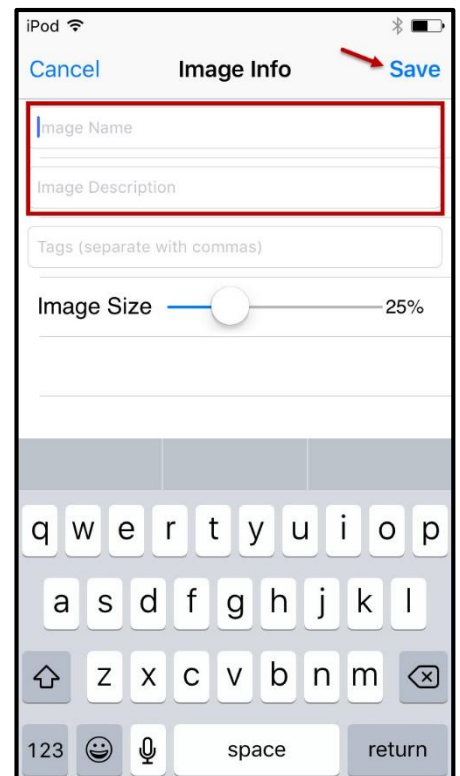 iPod
Cancel Image Info Save
Image Name
Image Description
Tags (separate with commas)
Image Size 25%
q w e r t y u i o p
a s d f g h j k l
z x c v b n m
123 space return